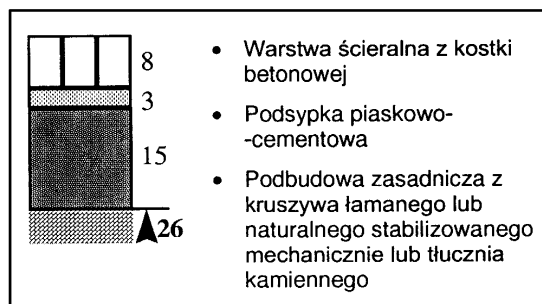 8
3
15
26
• Warstwa ścieralna z kostki
betonowej
• Podsypka piaskowo-
-cementowa
• Podbudowa zasadnicza z
kruszywa łamanego lub
naturalnego stabilizowanego
mechanicznie lub tłucznia
kamiennego